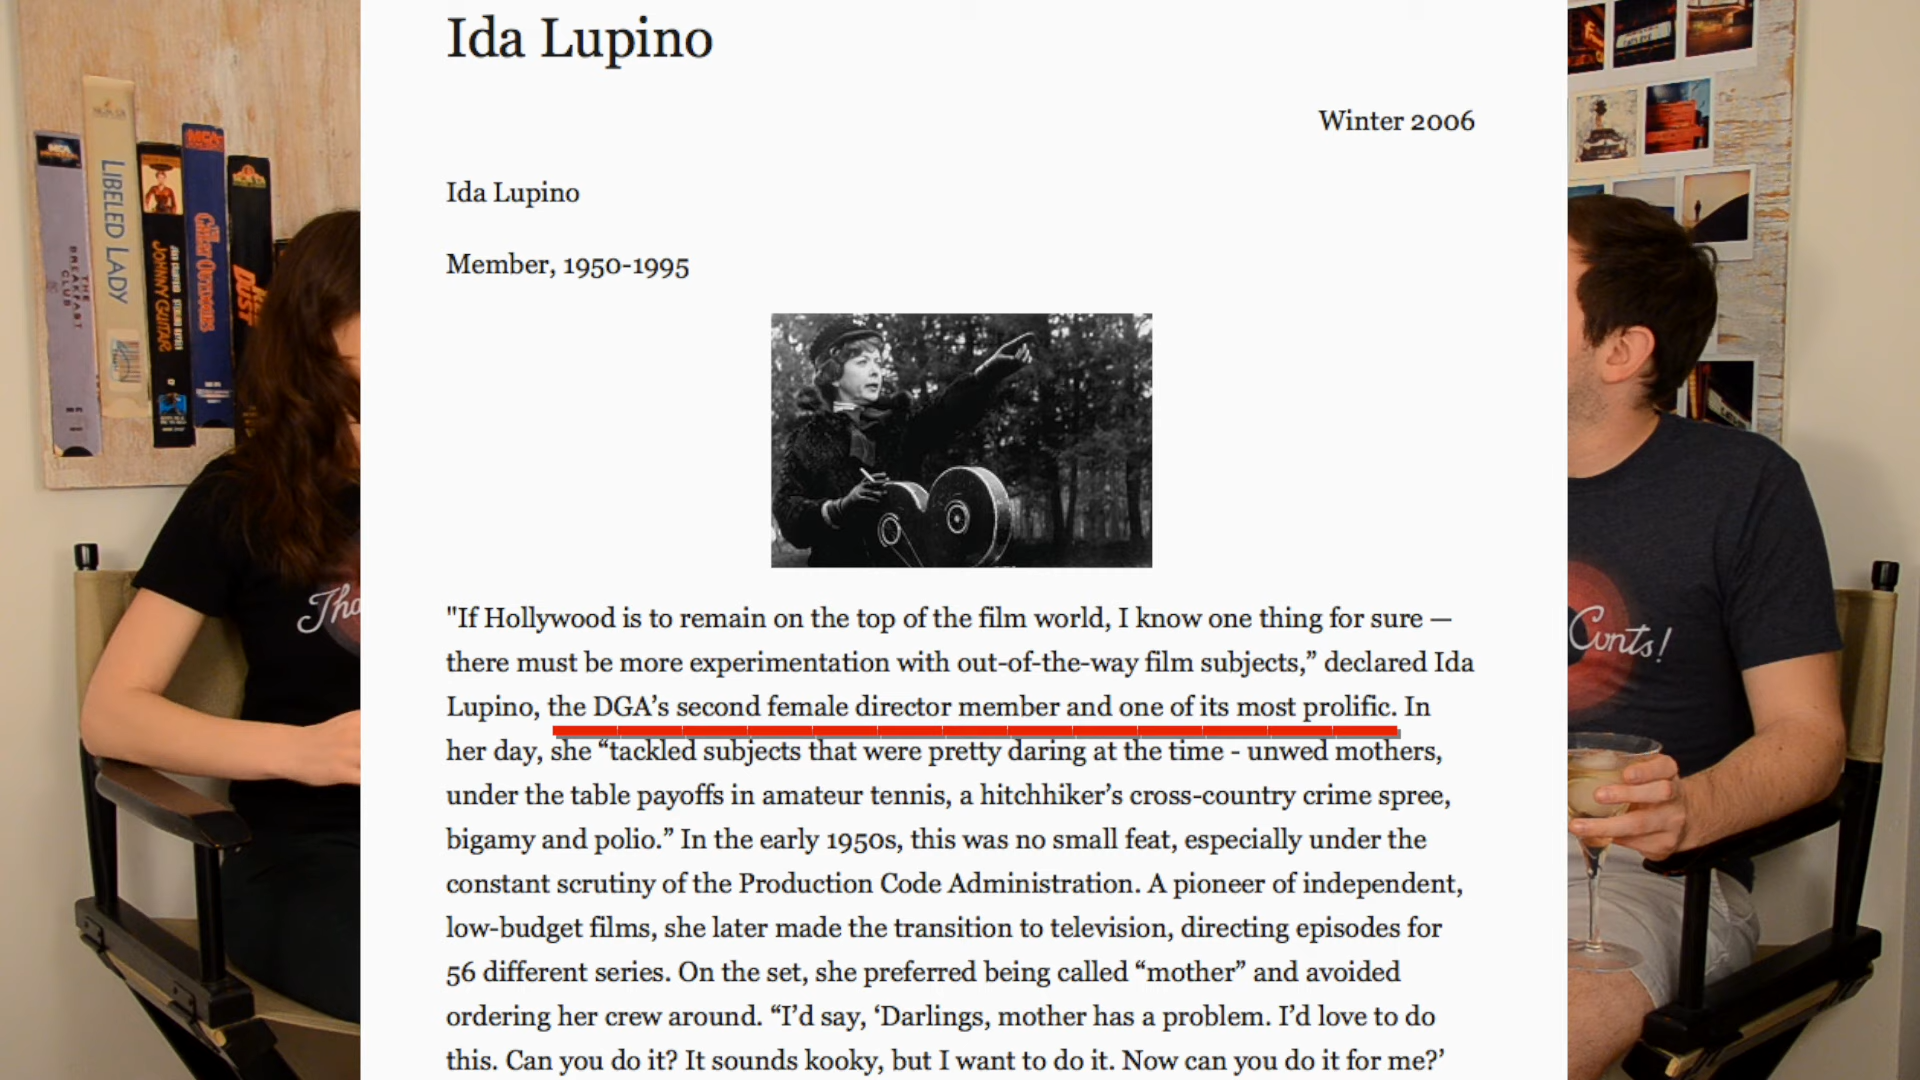 Ida Lupino
Winter 2006
Ida Lupino
Member, 1950-1995
"If Hollywood is to remain on the top of the film world, I know one thing for sure —
there must be more experimentation with out-of-the-way film subjects,” declared Ida
Lupino, the DGA’s second female director member and one of its most prolific. In
her day, she “tackled subjects that were pretty daring at the time - unwed mothers,
under the table payoffs in amateur tennis, a hitchhiker’s cross-country crime spree,
bigamy and polio.” In the early 1950s, this was no small feat, especially under the
constant scrutiny of the Production Code Administration. A pioneer of independent,
low-budget films, she later made the transition to television, directing episodes for
56 different series. On the set, she preferred being called “mother” and avoided
ordering her crew around. “I’d say, ‘Darlings, mother has a problem. I’d love to do
this. Can you do it? It sounds kooky, but I want to do it. Now can you do it for me?’
THE
BREAKFAST
CLUB
LIBELED LADY
JOHNNY GUITAR
MCA
DUST
Tho
Cunts!